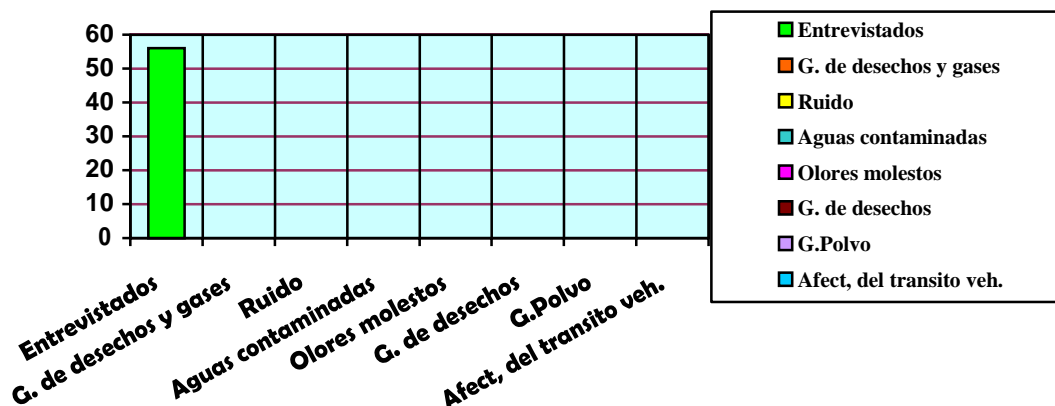 60
50
40
30
20
10
0
Entrevistados
G. de desechos y gases
Ruido
Aguas contaminadas
Olores molestos
G. de desechos
G.Polvo
Afect, del transito veh.
Entrevistados
G. de desechos y gases
Ruido
Aguas contaminadas
Olores molestos
G. de desechos
G.Polvo
Afect, del transito veh.